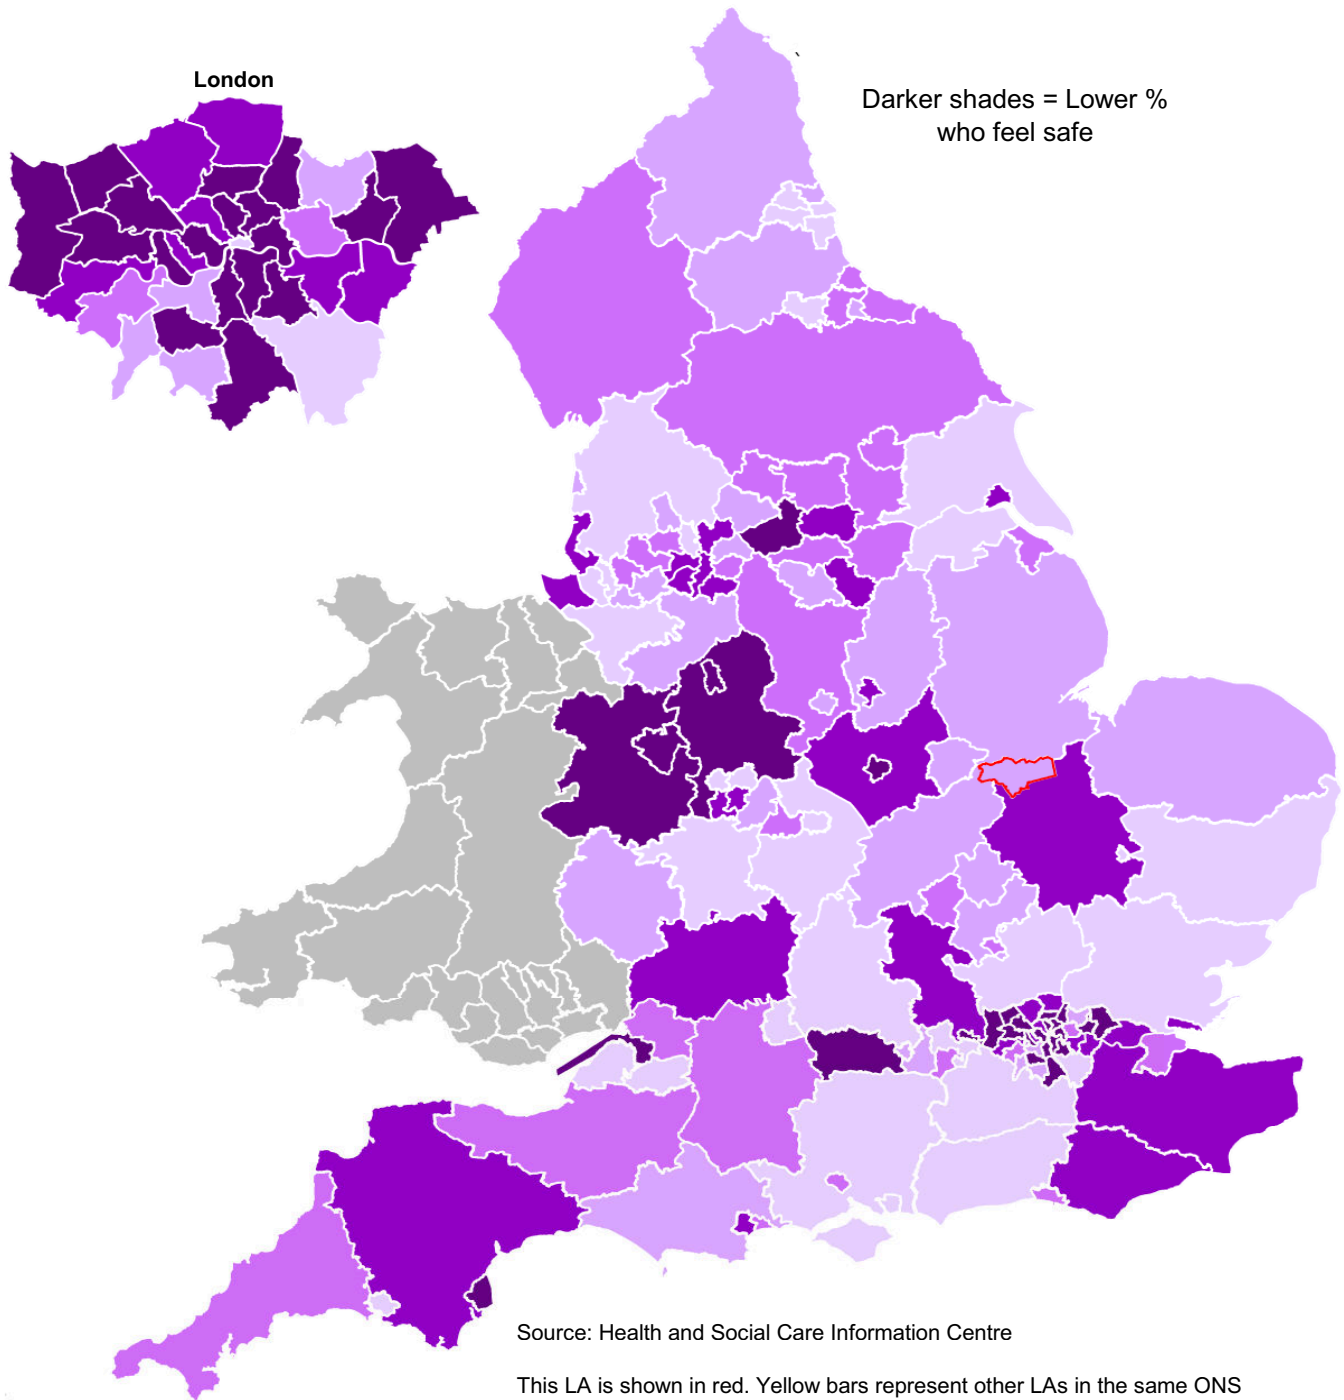 London
Darker shades = Lower %
who feel safe
Source: Health and Social Care Information Centre
This LA is shown in red. Yellow bars represent other LAs in the same ONS